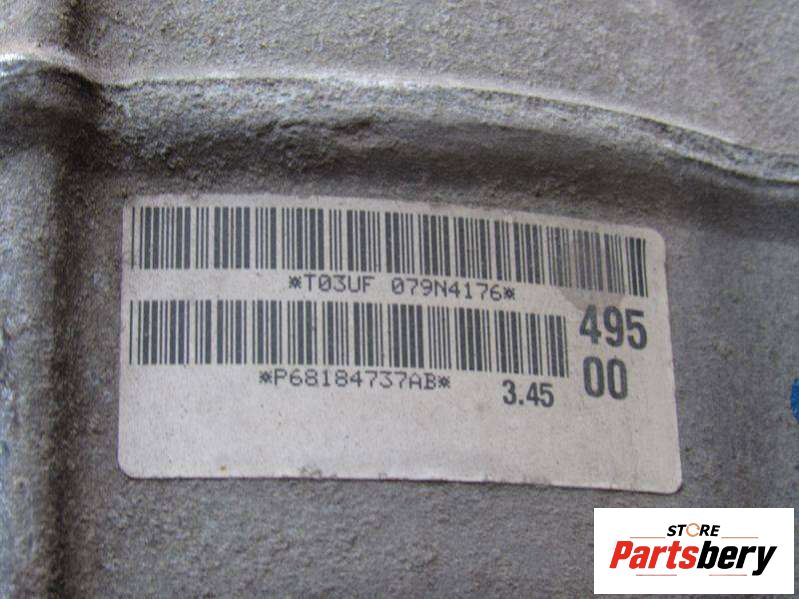 *T03UF 079N4176*
495
*P68184737AB*
3.45
00
STORE
Partsbery